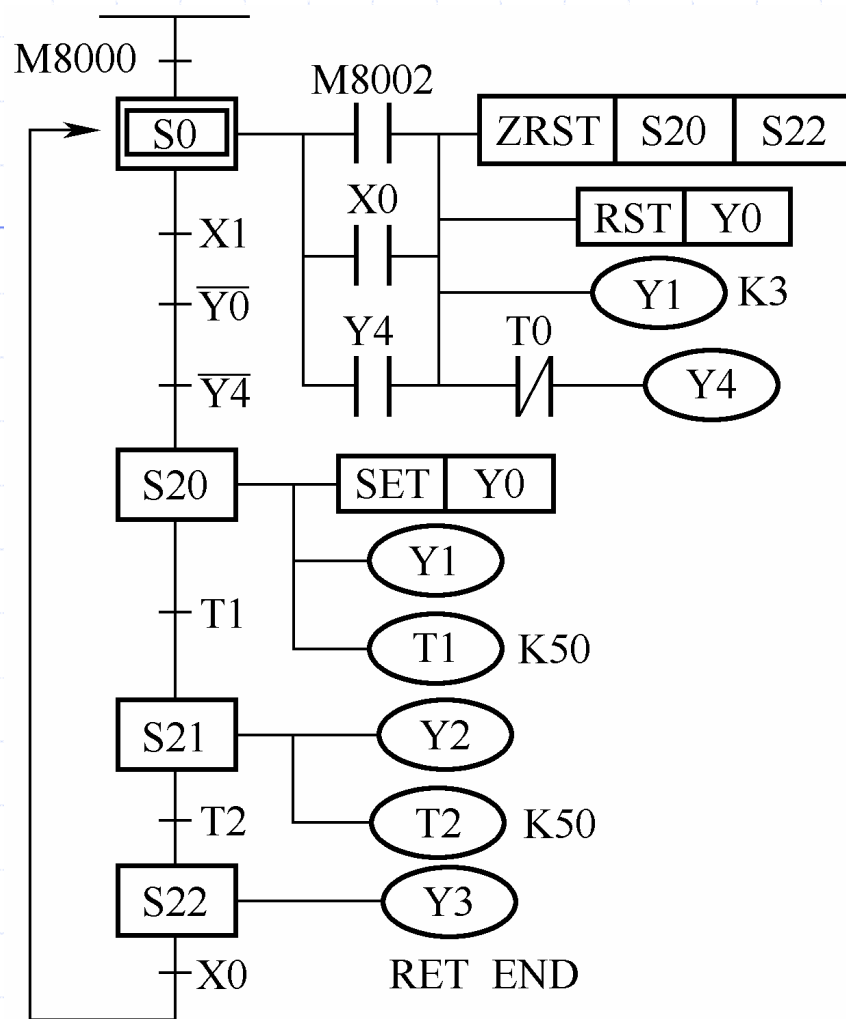 M8000
M8002
S0 ZRST S20 S22
X0
X1 RST Y0
Y0 Y1 K3
Y4 T0
Y4 Y4
S20 SET Y0
Y1
T1 T1 K50
S21 Y2
T2 T2 K50
S22 Y3
X0 RET END